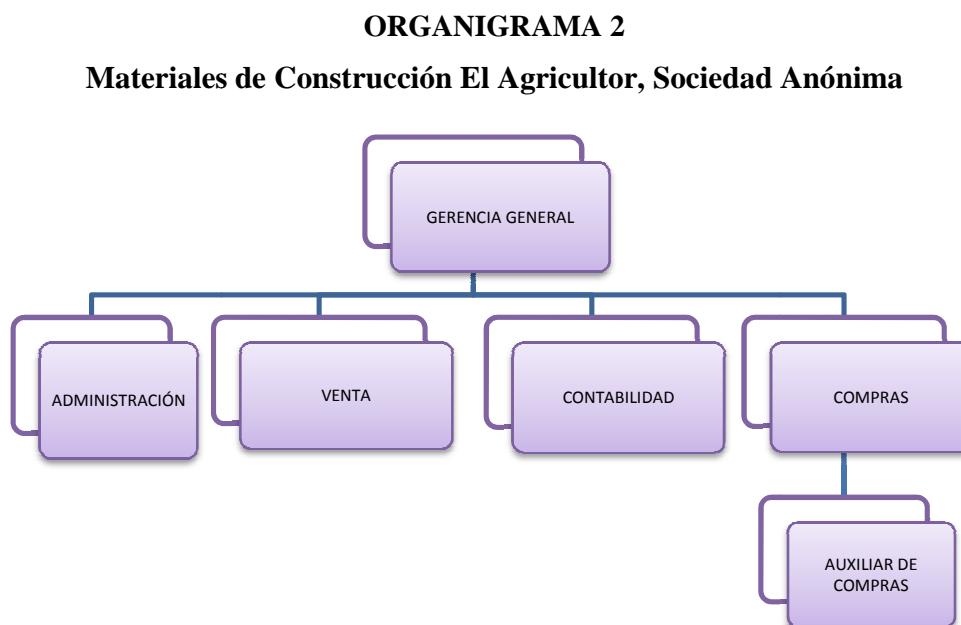 ORGANIGRAMA 2
Materiales de Construcción El Agricultor, Sociedad Anónima
GERENCIA GENERAL
ADMINISTRACIÓN
VENTA
CONTABILIDAD
COMPRAS
AUXILIAR DE
COMPRAS